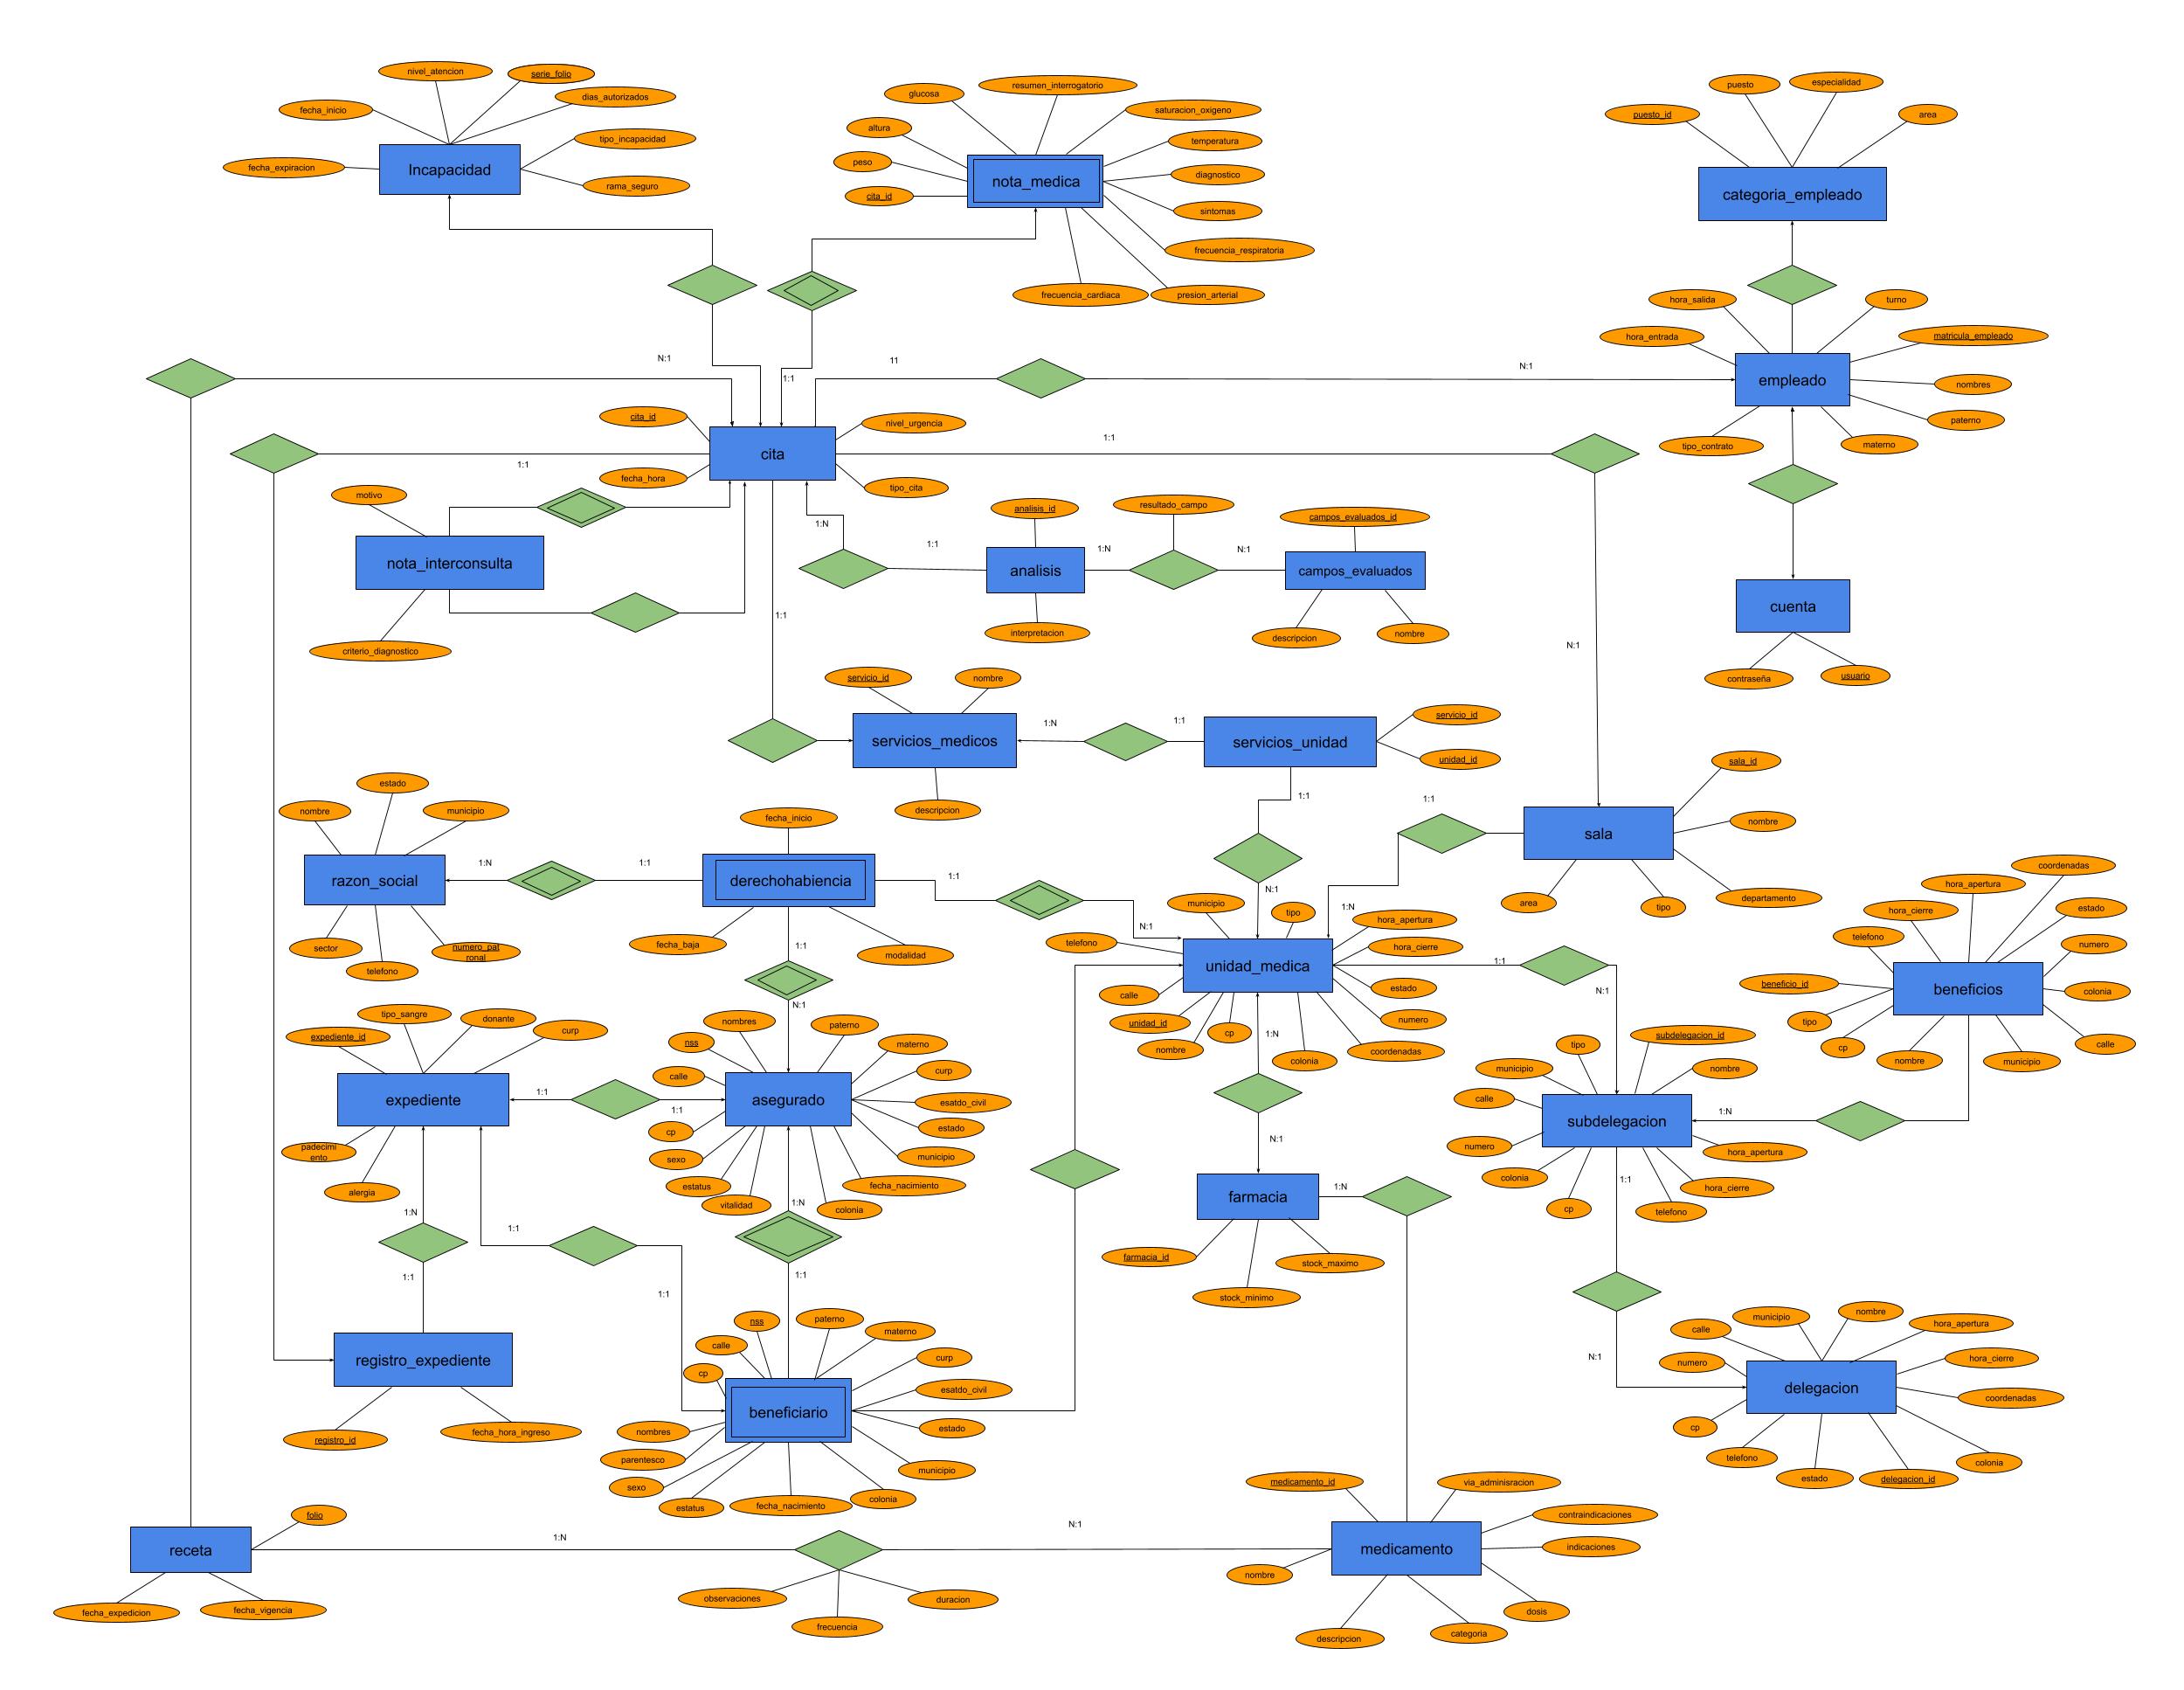 nivel_atencion
serie_folio
fecha_inicio
dias_autorizados
tipo_incapacidad
fecha_expiracion
rama_seguro
Incapacidad
glucosa
resumen_interrogatorio
saturacion_oxigeno
altura
temperatura
peso
diagnostico
cita_id
sintomas
nota_medica
frecuencia_respiratoria
frecuencia_cardiaca
presion_arterial
puesto
especialidad
puesto_id
area
categoria_empleado
hora_salida
turno
hora_entrada
matricula_empleado
empleado
nombres
paterno
tipo_contrato
materno
N:1
1:1
11
N:1
cita_id
nivel_urgencia
cita
1:1
1:1
fecha_hora
tipo_cita
motivo
nota_interconsulta
criterio_diagnostico
1:N
1:1
analisis_id
analisis
interpretacion
1:N
resultado_campo
N:1
campos_evaluados_id
campos_evaluados
descripcion
nombre
cuenta
contraseña
usuario
1:1
N:1
servicio_id
nombre
servicios_medicos
descripcion
1:N
1:1
servicios_unidad
servicio_id
unidad_id
1:1
N:1
sala_id
nombre
sala
departamento
area
tipo
1:1
1:N
estado
nombre
municipio
razon_social
sector
telefono
numero_pat
ronal
1:N
1:1
fecha_inicio
derechohabiencia
fecha_baja
modalidad
1:1
N:1
1:1
N:1
municipio
tipo
hora_apertura
telefono
hora_cierre
unidad_medica
calle
estado
unidad_id
cp
numero
nombre
colonia
coordenadas
1:1
N:1
1:N
N:1
coordenadas
hora_apertura
hora_cierre
estado
telefono
numero
beneficio_id
beneficios
colonia
tipo
cp
calle
nombre
municipio
1:N
subdelegacion_id
tipo
municipio
nombre
calle
subdelegacion
numero
hora_apertura
colonia
hora_cierre
cp
telefono
1:1
N:1
tipo_sangre
donante
expediente_id
curp
expediente
padecimi
ento
alergia
1:1
1:1
nombres
paterno
nss
materno
calle
curp
asegurado
esatdo_civil
cp
estado
sexo
municipio
estatus
fecha_nacimiento
vitalidad
colonia
1:N
1:1
1:N
1:1
1:1
1:1
registro_expediente
registro_id
fecha_hora_ingreso
nss
paterno
calle
materno
cp
curp
beneficiario
esatdo_civil
nombres
estado
parentesco
municipio
sexo
colonia
estatus
fecha_nacimiento
farmacia
1:N
farmacia_id
stock_maximo
stock_minimo
nombre
municipio
hora_apertura
calle
numero
hora_cierre
delegacion
coordenadas
cp
telefono
colonia
estado
delegacion_id
medicamento_id
via_adminisracion
contraindicaciones
medicamento
indicaciones
nombre
dosis
descripcion
categoria
folio
receta
fecha_expedicion
fecha_vigencia
1:N
N:1
observaciones
duracion
frecuencia